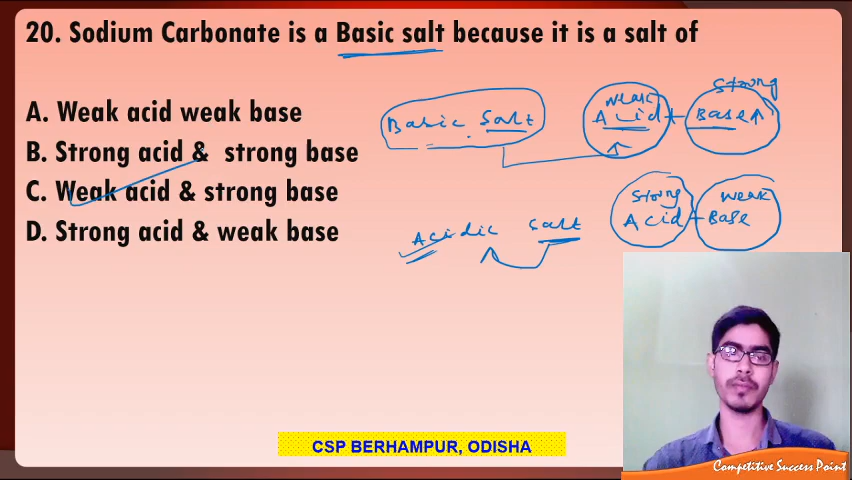 20. Sodium Carbonate is a Basic salt because it is a salt of
A. Weak acid weak base
B. Strong acid & strong base
C. Weak acid & strong base
D. Strong acid & weak base
Basic Salt
Weak Acid + Strong Base
Acidic Salt
Strong Acid + Weak Base
CSP BERHAMPUR, ODISHA
Competitive Success Point